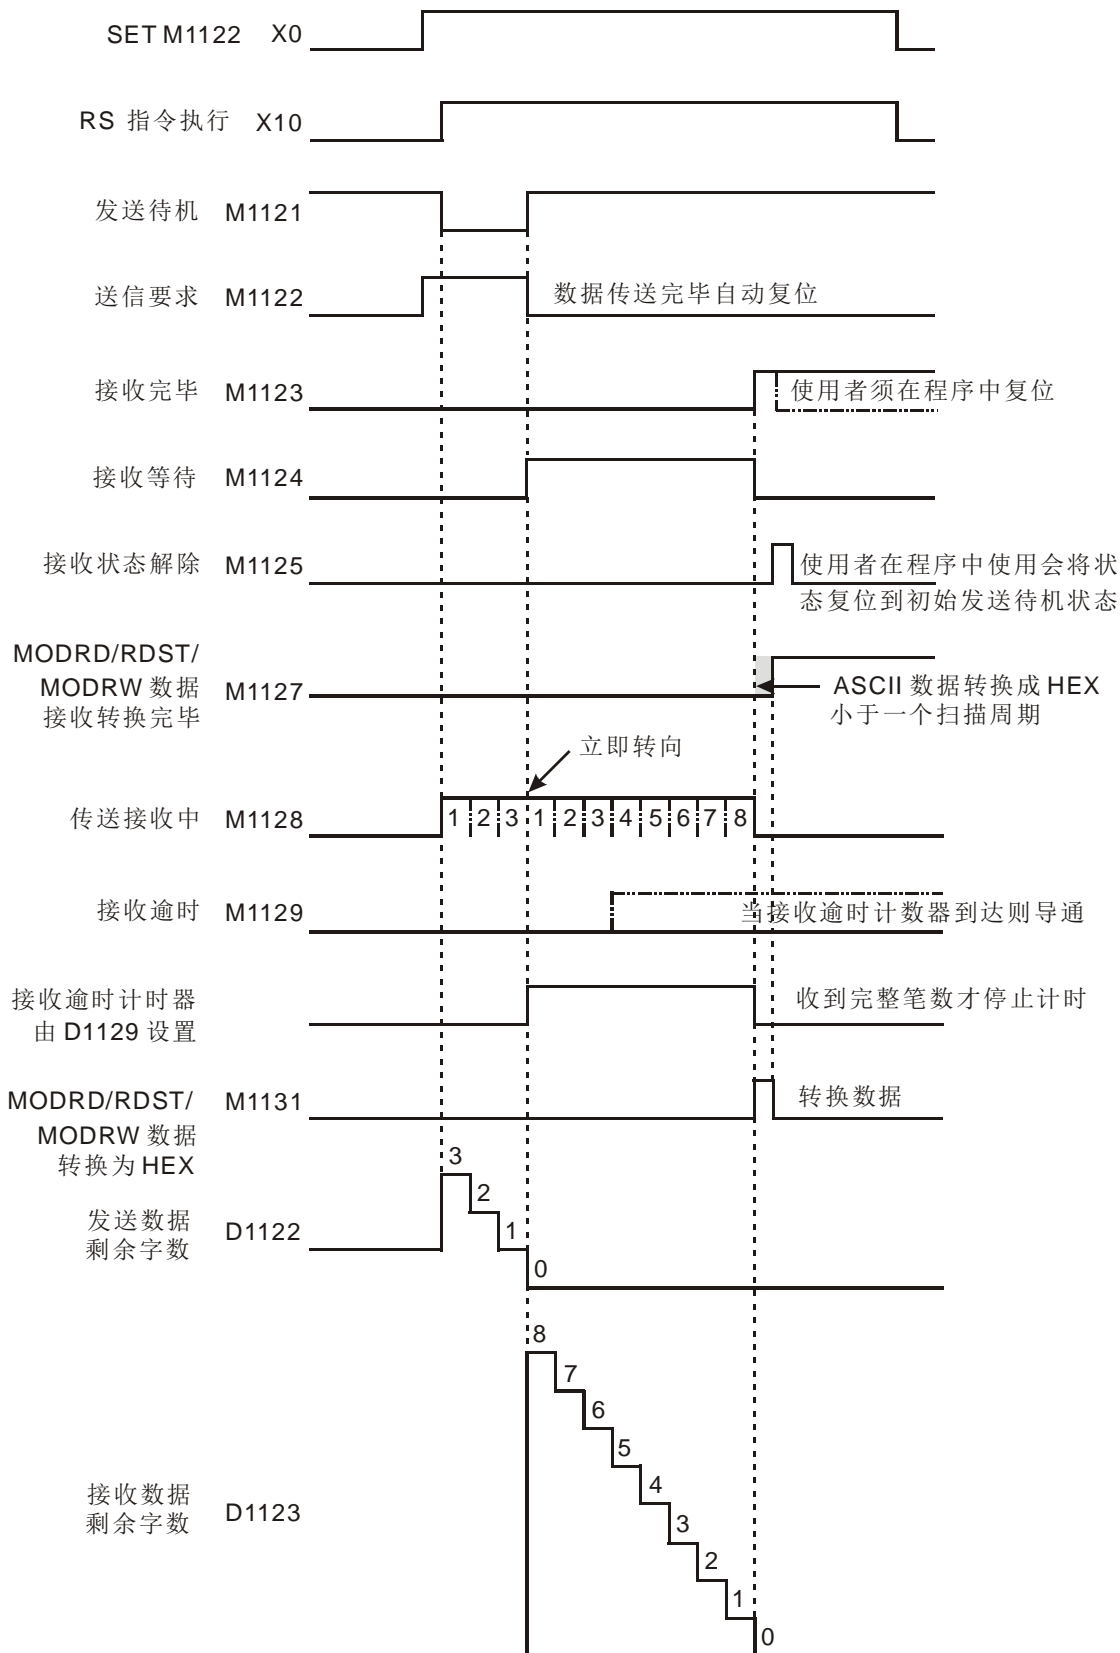 SET M1122 X0
RS 指令执行 X10
发送待机 M1121
送信要求 M1122
数据传送完毕自动复位
接收完毕 M1123
使用者须在程序中复位
接收等待 M1124
接收状态解除 M1125
使用者在程序中使用会将状
态复位到初始发送待机状态
MODRD/RDST/
MODRW 数据 M1127
接收转换完毕
ASCII 数据转换成 HEX
小于一个扫描周期
立即转向
传送接收中 M1128
1 2 3 1 2 3 4 5 6 7 8
接收逾时 M1129
当接收逾时计数器到达则导通
接收逾时计时器
由 D1129 设置
收到完整笔数才停止计时
MODRD/RDST/ M1131
MODRW 数据
转换为 HEX
转换数据
发送数据
剩余字数
D1122
3
2
1
0
接收数据
剩余字数
D1123
8
7
6
5
4
3
2
1
0